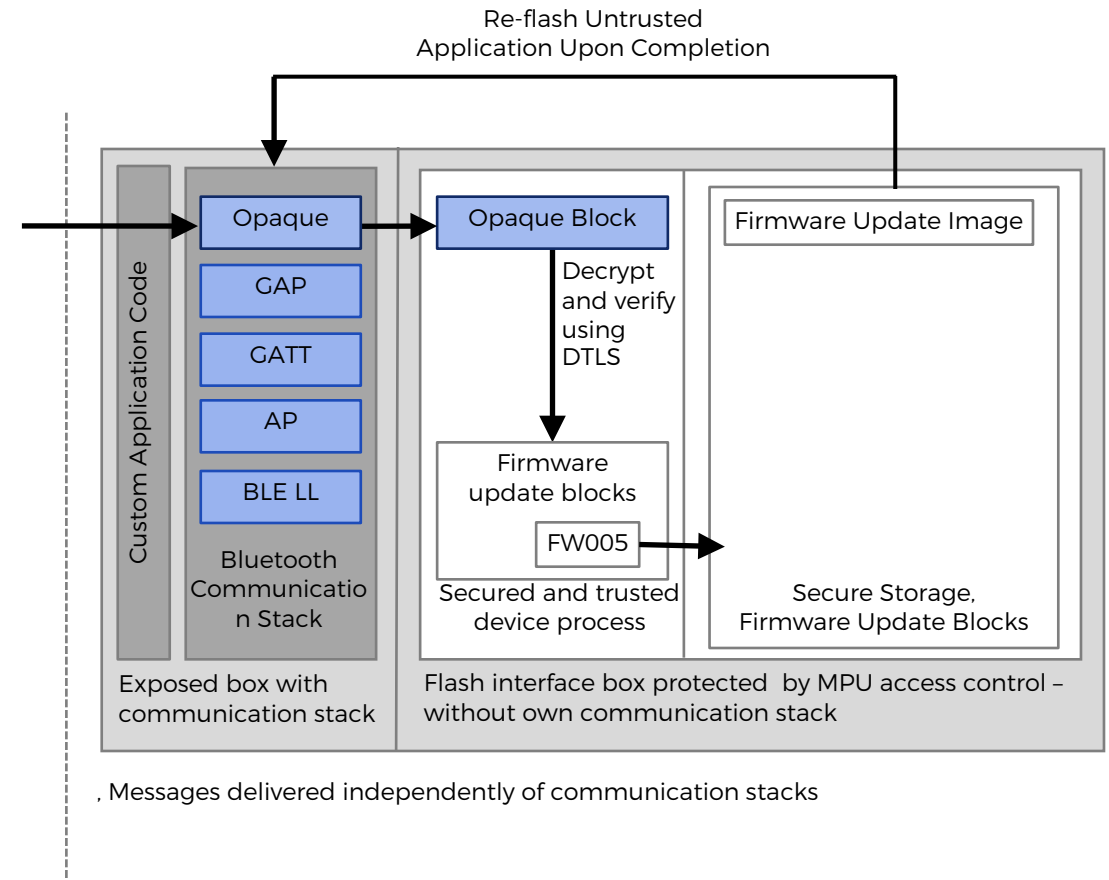 Re-flash Untrusted
Application Upon Completion
Custom Application Code
Opaque
GAP
GATT
AP
BLE LL
Bluetooth
Communicatio
n Stack
Opaque Block
Decrypt
and verify
using
DTLS
Firmware
update blocks
FW005
Secured and trusted
device process
Firmware Update Image
Secure Storage,
Firmware Update Blocks
Exposed box with
communication stack
Flash interface box protected  by MPU access control –
without own communication stack
, Messages delivered independently of communication stacks